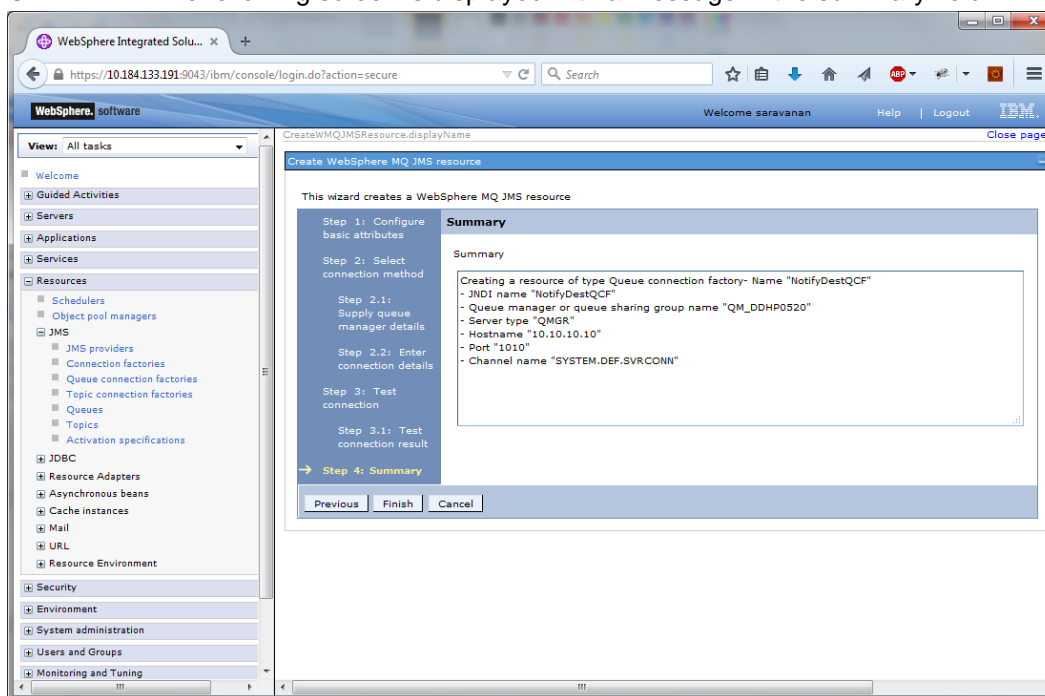 WebSphere Integrated Solu... × +
https://10.184.133.191:9043/ibm/console/login.do?action=secure
Search
ABP
WebSphere. software
Welcome saravanan
Help | Logout
IBM.
View: All tasks
Welcome
Guided Activities
Servers
Applications
Services
Resources
Schedulers
Object pool managers
JMS
JMS providers
Connection factories
Queue connection factories
Topic connection factories
Queues
Topics
Activation specifications
JDBC
Resource Adapters
Asynchronous beans
Cache instances
Mail
URL
Resource Environment
Security
Environment
System administration
Users and Groups
Monitoring and Tuning
CreateWMQJMSResource.displayName
Close page
Create WebSphere MQ JMS resource
This wizard creates a WebSphere MQ JMS resource
Step 1: Configure
basic attributes
Step 2: Select
connection method
Step 2.1:
Supply queue
manager details
Step 2.2: Enter
connection details
Step 3: Test
connection
Step 3.1: Test
connection result
Step 4: Summary
Summary
Summary
Creating a resource of type Queue connection factory- Name "NotifyDestQCF"
- JNDI name "NotifyDestQCF"
- Queue manager or queue sharing group name "QM_DDHP0520"
- Server type "QMGR"
- Hostname "10.10.10.10"
- Port "1010"
- Channel name "SYSTEM.DEF.SVRCONN"
Previous Finish Cancel